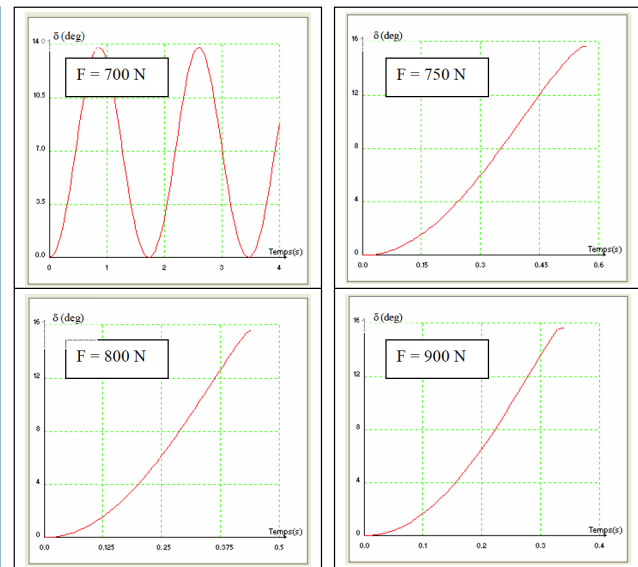 δ (deg)
14.0
F = 700 N
10.5
7.0
3.5
0.0
Temps(s)
0 1 2 3 4
δ (deg)
16
F = 750 N
12
8
4
0
Temps(s)
0.0 0.15 0.3 0.45 0.6
δ (deg)
16
F = 800 N
12
8
4
0
Temps(s)
0.0 0.125 0.25 0.375 0.5
δ (deg)
16
F = 900 N
12
8
4
0
Temps(s)
0.0 0.1 0.2 0.3 0.4